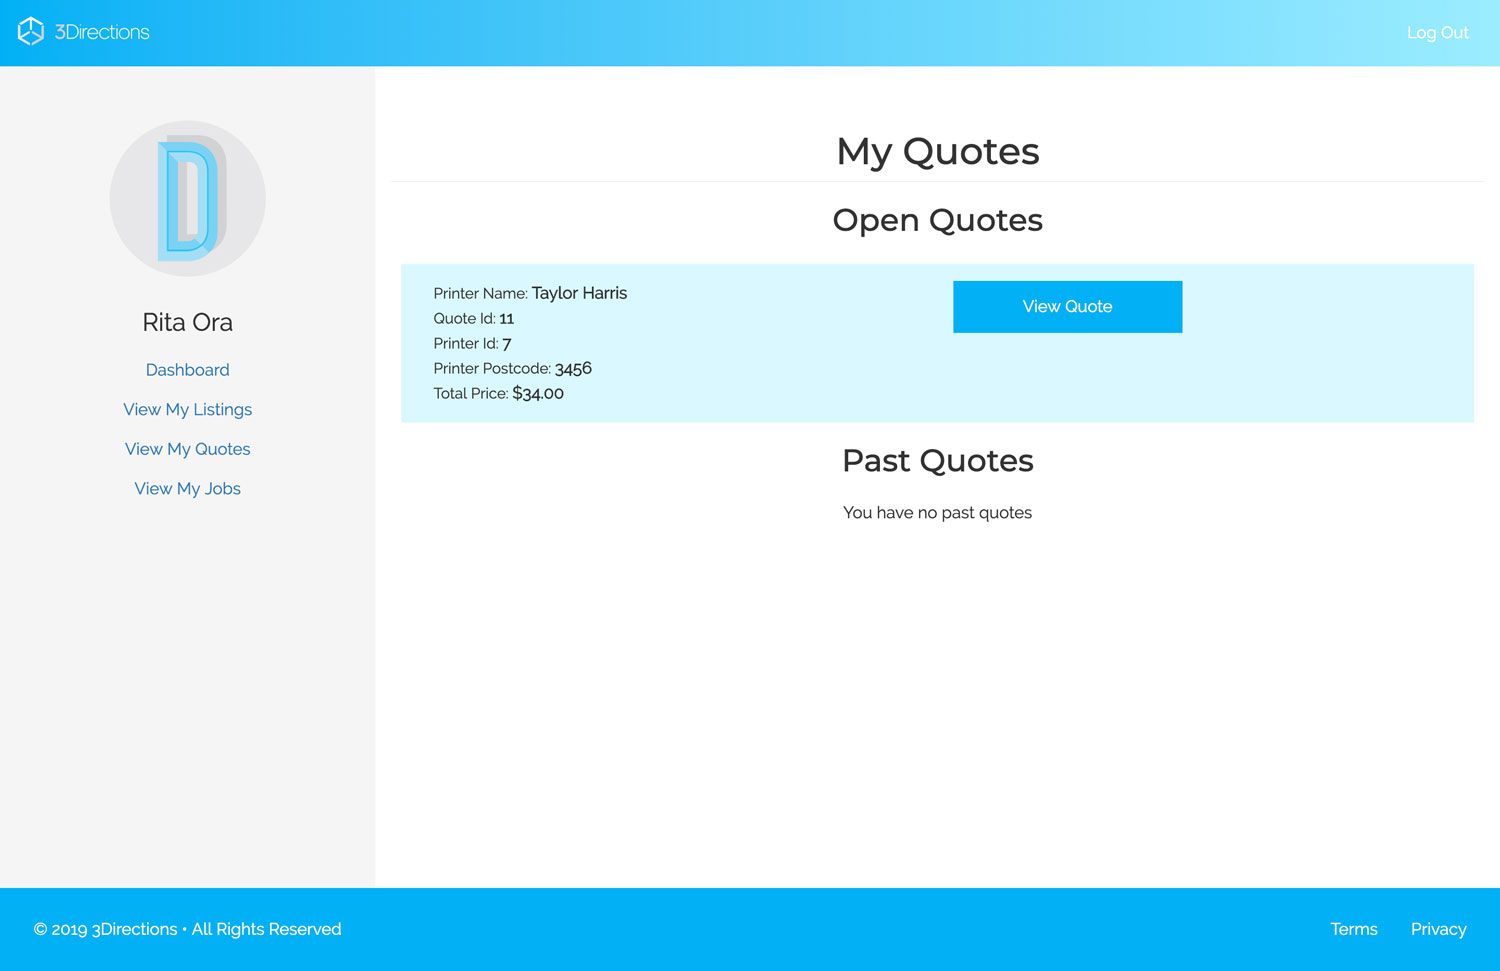 3Directions
Log Out
D
Rita Ora
Dashboard
View My Listings
View My Quotes
View My Jobs
My Quotes
Open Quotes
Printer Name: Taylor Harris
Quote Id: 11
Printer Id: 7
Printer Postcode: 3456
Total Price: $34.00
View Quote
Past Quotes
You have no past quotes
© 2019 3Directions • All Rights Reserved
Terms
Privacy